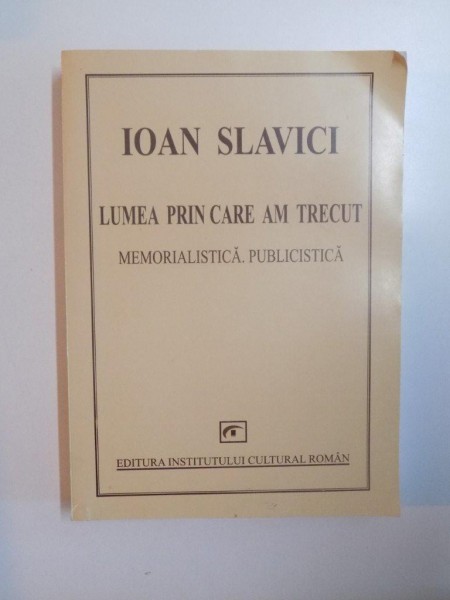 IOAN SLAVICI
LUMEA PRIN CARE AM TRECUT
MEMORIALISTICĂ. PUBLICISTICĂ
EDITURA INSTITUTULUI CULTURAL ROMÂN